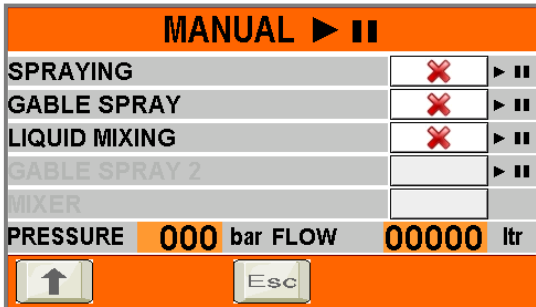 MANUAL ►❚❚
SPRAYING ►❚❚
GABLE SPRAY ►❚❚
LIQUID MIXING ►❚❚
GABLE SPRAY 2 ►❚❚
MIXER
PRESSURE 000 bar FLOW 00000 ltr
Esc